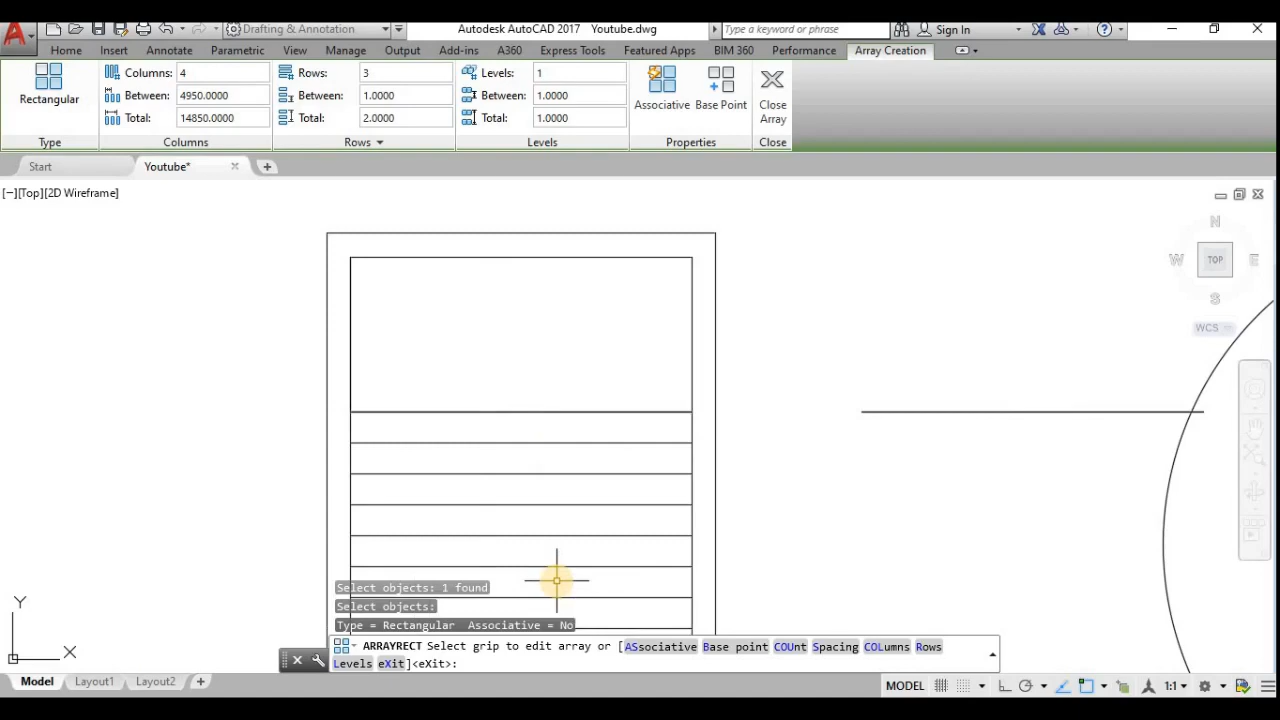 Drafting & Annotation
Autodesk AutoCAD 2017 Youtube.dwg
Type a keyword or phrase
Sign In
Home Insert Annotate Parametric View Manage Output Add-ins A360 Express Tools Featured Apps BIM 360 Performance Array Creation
Rectangular
Type
Columns: 4
Between: 4950.0000
Total: 14850.0000
Columns
Rows: 3
Between: 1.0000
Total: 2.0000
Rows
Levels: 1
Between: 1.0000
Total: 1.0000
Levels
Associative Base Point
Properties
Close
Array
Close
Start Youtube*
[−][Top][2D Wireframe]
N
W TOP E
S
WCS
Select objects: 1 found
Select objects:
Type = Rectangular Associative = No
ARRAYRECT Select grip to edit array or [ASsociative Base point COUnt Spacing COLumns Rows
Levels eXit]<eXit>:
Y
X
Model Layout1 Layout2
MODEL 1:1